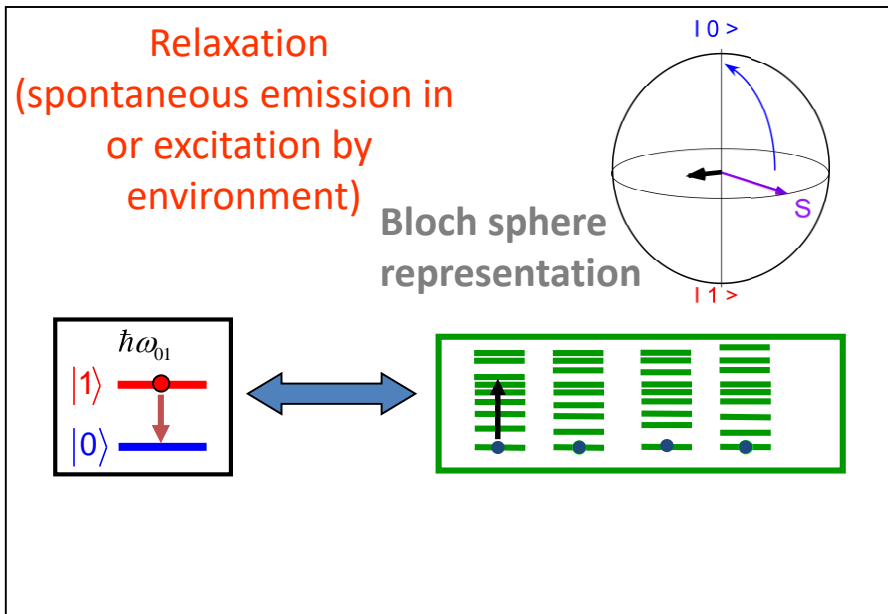 Relaxation
(spontaneous emission in
or excitation by
environment)
| 0 >
S
Bloch sphere
representation
| 1 >
ħω01
|1⟩
|0⟩